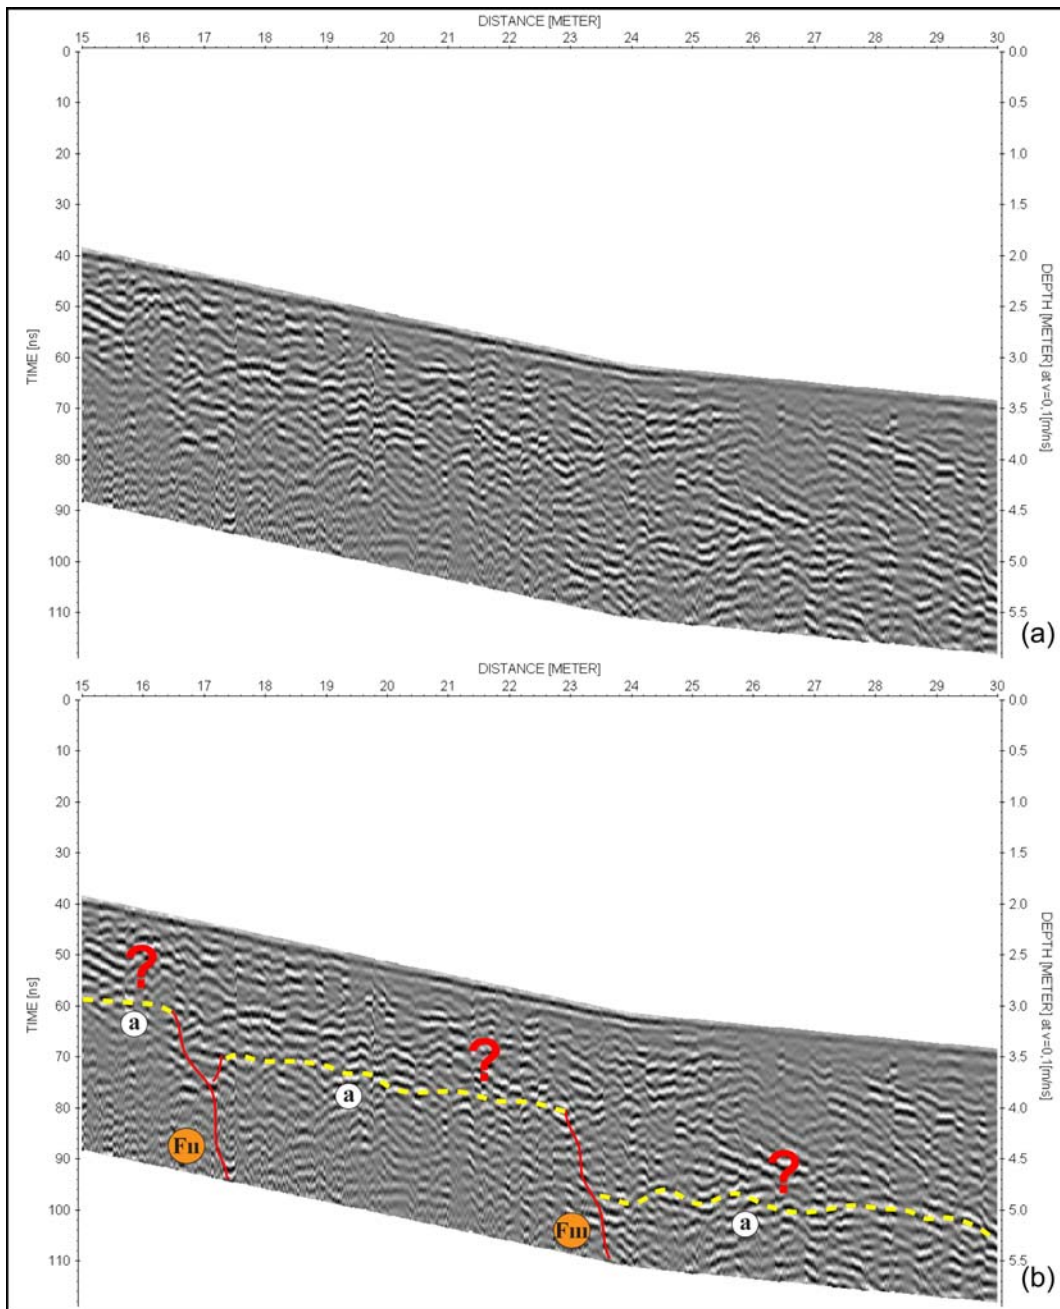 DISTANCE [METER]
15 16 17 18 19 20 21 22 23 24 25 26 27 28 29 30
0 0.0
10 0.5
20 1.0
30 1.5
40 2.0
50 2.5
60 3.0
70 3.5
80 4.0
90 4.5
100 5.0
110 5.5
TIME [ns]
DEPTH [METER] at v=0,1[m/ns]
(a)
DISTANCE [METER]
15 16 17 18 19 20 21 22 23 24 25 26 27 28 29 30
0 0.0
10 0.5
20 1.0
30 1.5
40 2.0
50 2.5
60 3.0
70 3.5
80 4.0
90 4.5
100 5.0
110 5.5
TIME [ns]
DEPTH [METER] at v=0,1[m/ns]
?
a
?
a
FII
?
a
FIII
(b)